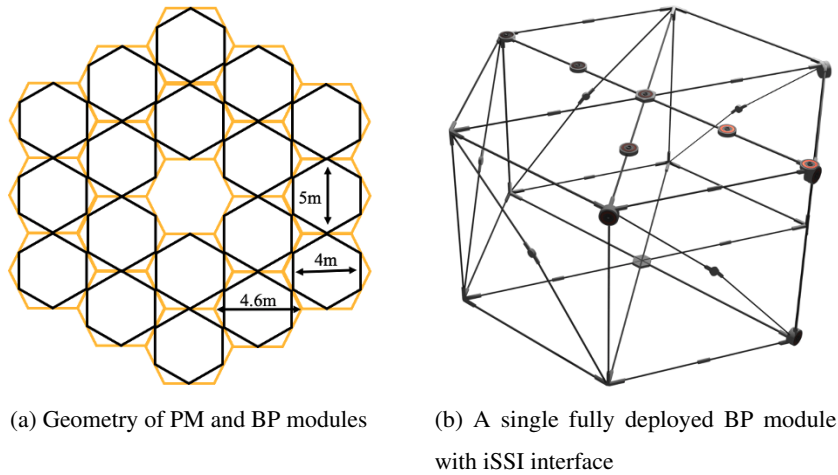 5m
4m
4.6m
(a) Geometry of PM and BP modules
(b) A single fully deployed BP module
with iSSI interface